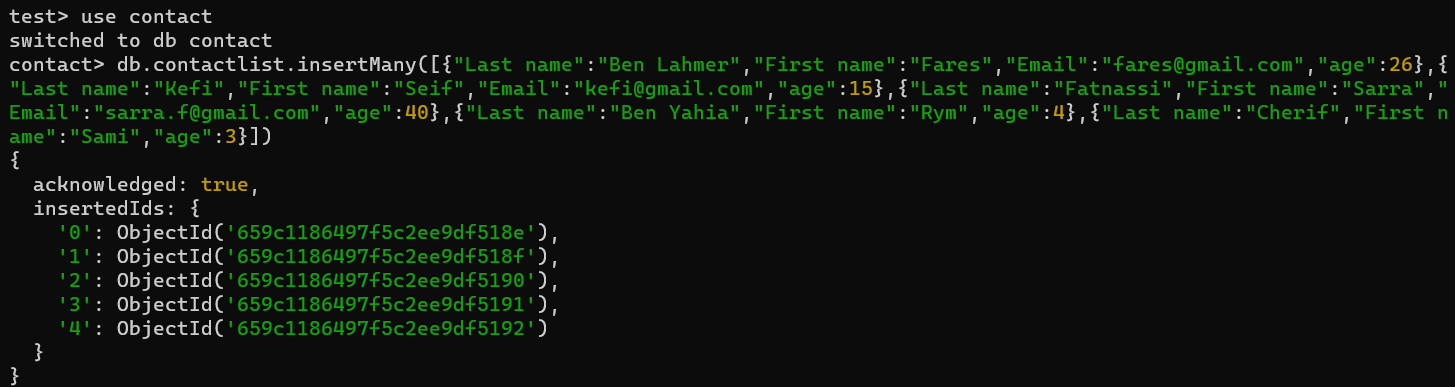 test> use contact
switched to db contact
contact> db.contactlist.insertMany([{"Last name":"Ben Lahmer","First name":"Fares","Email":"fares@gmail.com","age":26},{
"Last name":"Kefi","First name":"Seif","Email":"kefi@gmail.com","age":15},{"Last name":"Fatnassi","First name":"Sarra","
Email":"sarra.f@gmail.com","age":40},{"Last name":"Ben Yahia","First name":"Rym","age":4},{"Last name":"Cherif","First n
ame":"Sami","age":3}])
{
  acknowledged: true,
  insertedIds: {
    '0': ObjectId('659c1186497f5c2ee9df518e'),
    '1': ObjectId('659c1186497f5c2ee9df518f'),
    '2': ObjectId('659c1186497f5c2ee9df5190'),
    '3': ObjectId('659c1186497f5c2ee9df5191'),
    '4': ObjectId('659c1186497f5c2ee9df5192')
  }
}